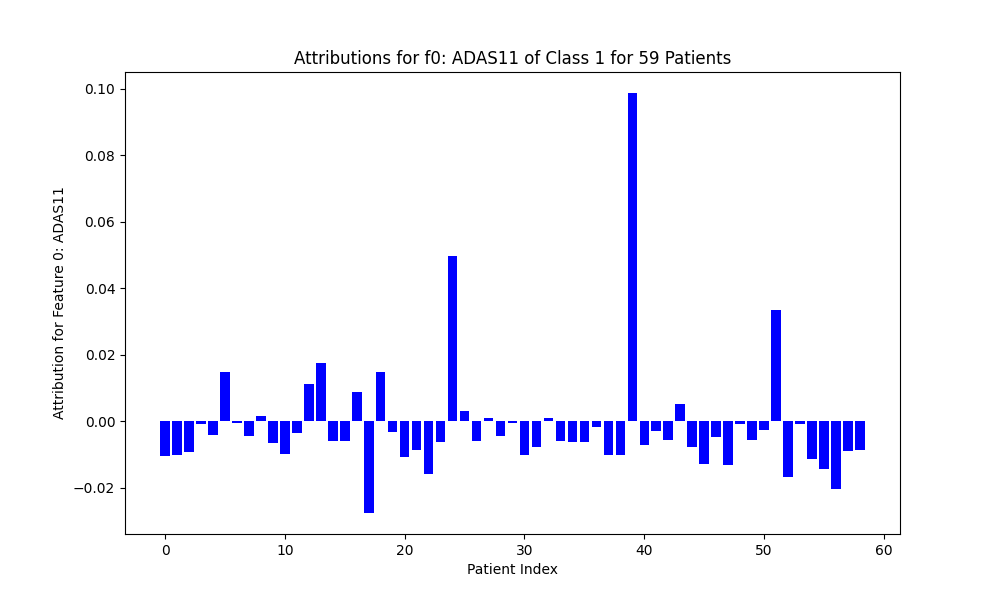 Attributions for f0: ADAS11 of Class 1 for 59 Patients
Attribution for Feature 0: ADAS11
0.10
0.08
0.06
0.04
0.02
0.00
−0.02
0 10 20 30 40 50 60
Patient Index